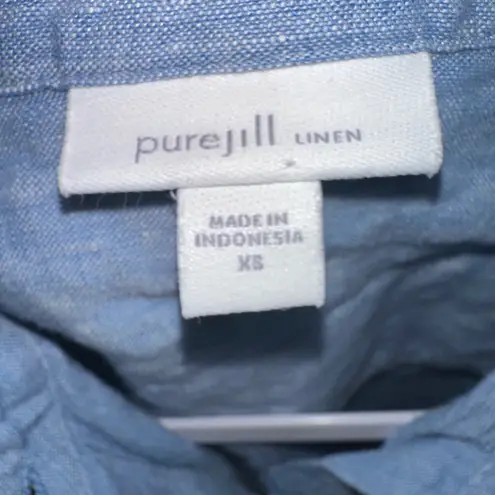 purejill LINEN
MADE IN
INDONESIA
XS